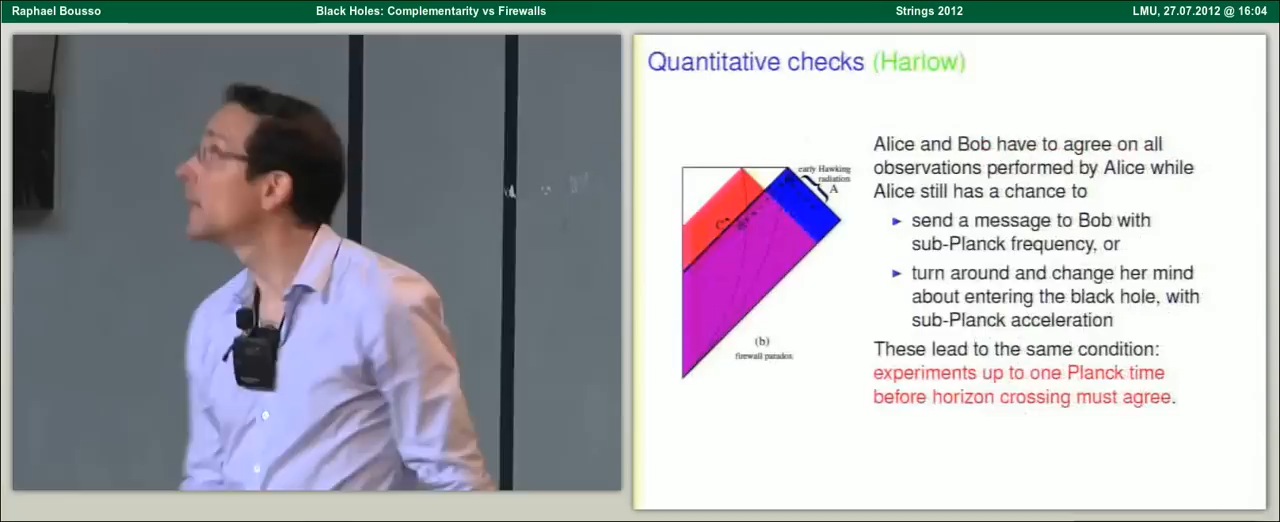 Raphael Bousso
Black Holes: Complementarity vs Firewalls
Strings 2012
LMU, 27.07.2012 @ 16:04
Quantitative checks (Harlow)
early Hawking
radiation
A
C
(b)
firewall paradox
Alice and Bob have to agree on all
observations performed by Alice while
Alice still has a chance to
send a message to Bob with
sub-Planck frequency, or
turn around and change her mind
about entering the black hole, with
sub-Planck acceleration
These lead to the same condition:
experiments up to one Planck time
before horizon crossing must agree.